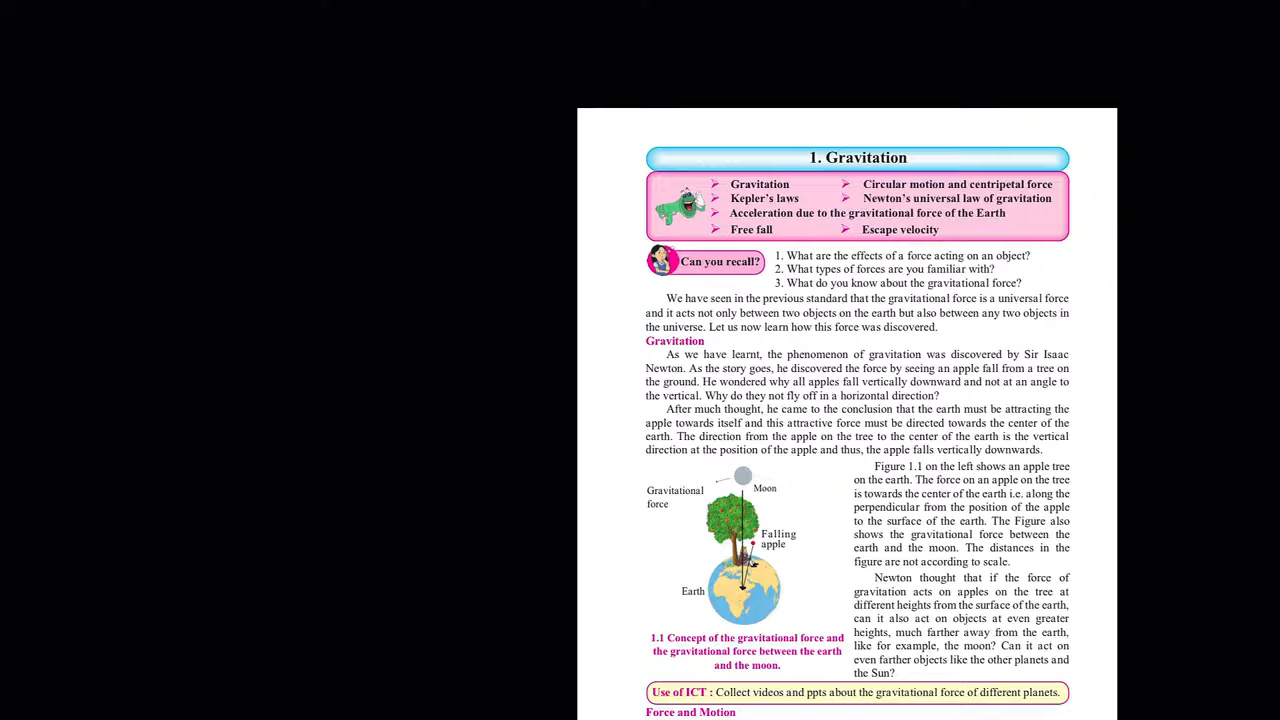 1. Gravitation
Gravitation
Circular motion and centripetal force
Kepler's laws
Newton's universal law of gravitation
Acceleration due to the gravitational force of the Earth
Free fall
Escape velocity
Can you recall?
1. What are the effects of a force acting on an object?
2. What types of forces are you familiar with?
3. What do you know about the gravitational force?
We have seen in the previous standard that the gravitational force is a universal force
and it acts not only between two objects on the earth but also between any two objects in
the universe. Let us now learn how this force was discovered.
Gravitation
As we have learnt, the phenomenon of gravitation was discovered by Sir Isaac
Newton. As the story goes, he discovered the force by seeing an apple fall from a tree on
the ground. He wondered why all apples fall vertically downward and not at an angle to
the vertical. Why do they not fly off in a horizontal direction?
After much thought, he came to the conclusion that the earth must be attracting the
apple towards itself and this attractive force must be directed towards the center of the
earth. The direction from the apple on the tree to the center of the earth is the vertical
direction at the position of the apple and thus, the apple falls vertically downwards.
Gravitational
force
Moon
Falling
apple
Earth
1.1 Concept of the gravitational force and
the gravitational force between the earth
and the moon.
Figure 1.1 on the left shows an apple tree
on the earth. The force on an apple on the tree
is towards the center of the earth i.e. along the
perpendicular from the position of the apple
to the surface of the earth. The Figure also
shows the gravitational force between the
earth and the moon. The distances in the
figure are not according to scale.
Newton thought that if the force of
gravitation acts on apples on the tree at
different heights from the surface of the earth,
can it also act on objects at even greater
heights, much farther away from the earth,
like for example, the moon? Can it act on
even farther objects like the other planets and
the Sun?
Use of ICT : Collect videos and ppts about the gravitational force of different planets.
Force and Motion